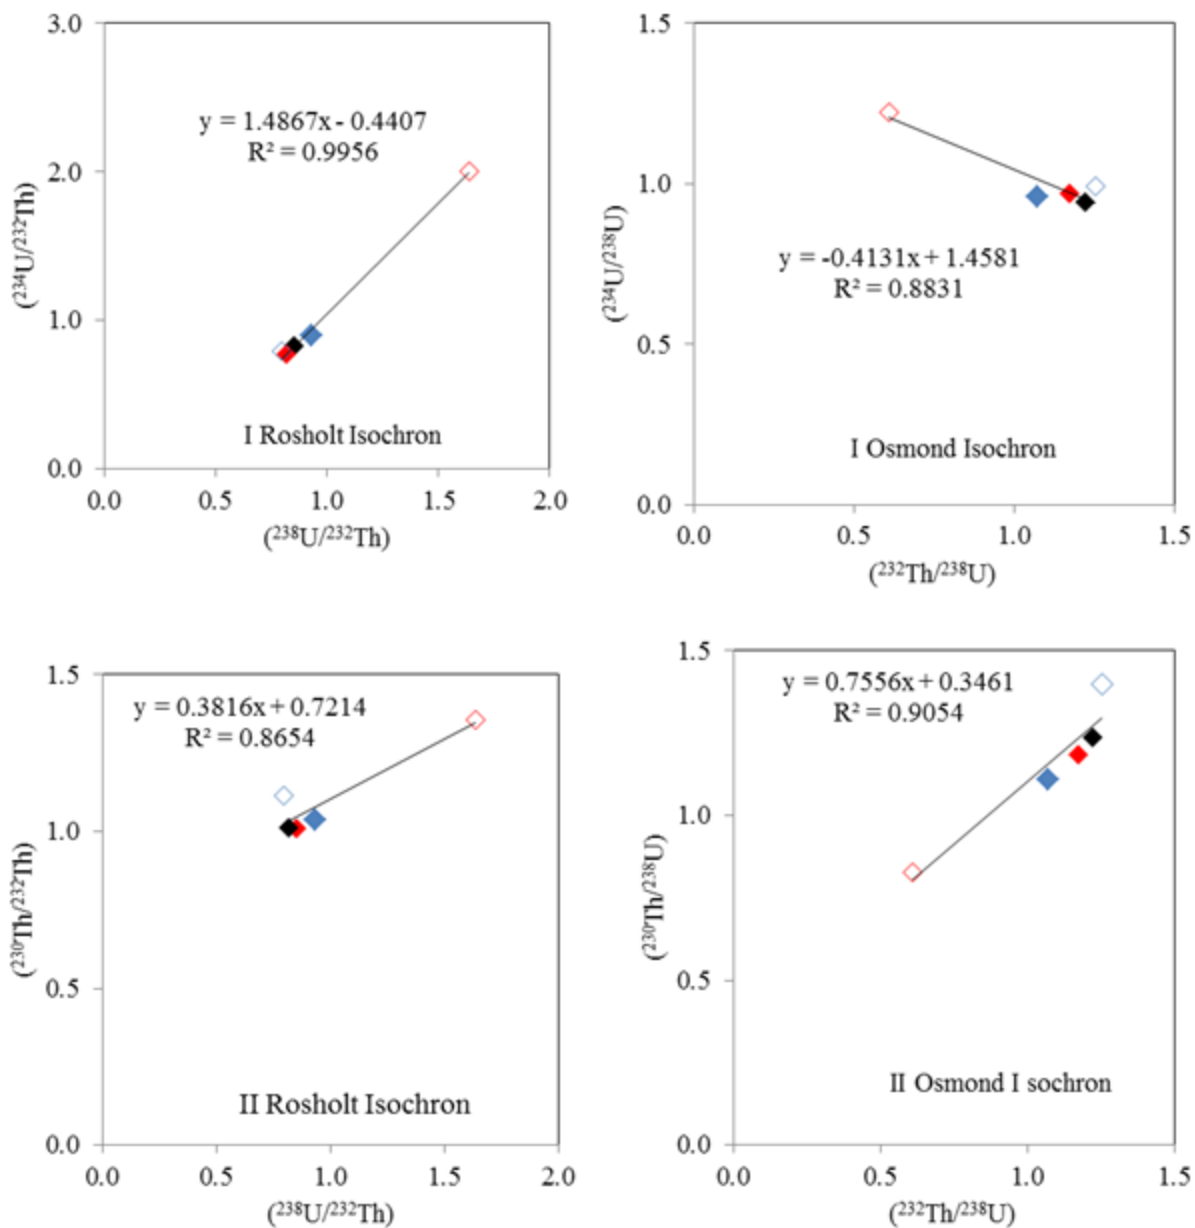 3.0
2.0
1.0
0.0
0.0 0.5 1.0 1.5 2.0
(²³⁴U/²³²Th)
(²³⁸U/²³²Th)
y = 1.4867x - 0.4407
R² = 0.9956
I Rosholt Isochron
1.5
1.0
0.5
0.0
0.0 0.5 1.0 1.5
(²³⁴U/²³⁸U)
(²³²Th/²³⁸U)
y = -0.4131x + 1.4581
R² = 0.8831
I Osmond Isochron
1.5
1.0
0.5
0.0
0.0 0.5 1.0 1.5 2.0
(²³⁰Th/²³²Th)
(²³⁸U/²³²Th)
y = 0.3816x + 0.7214
R² = 0.8654
II Rosholt Isochron
1.5
1.0
0.5
0.0
0.0 0.5 1.0 1.5
(²³⁰Th/²³⁸U)
(²³²Th/²³⁸U)
y = 0.7556x + 0.3461
R² = 0.9054
II Osmond I sochron